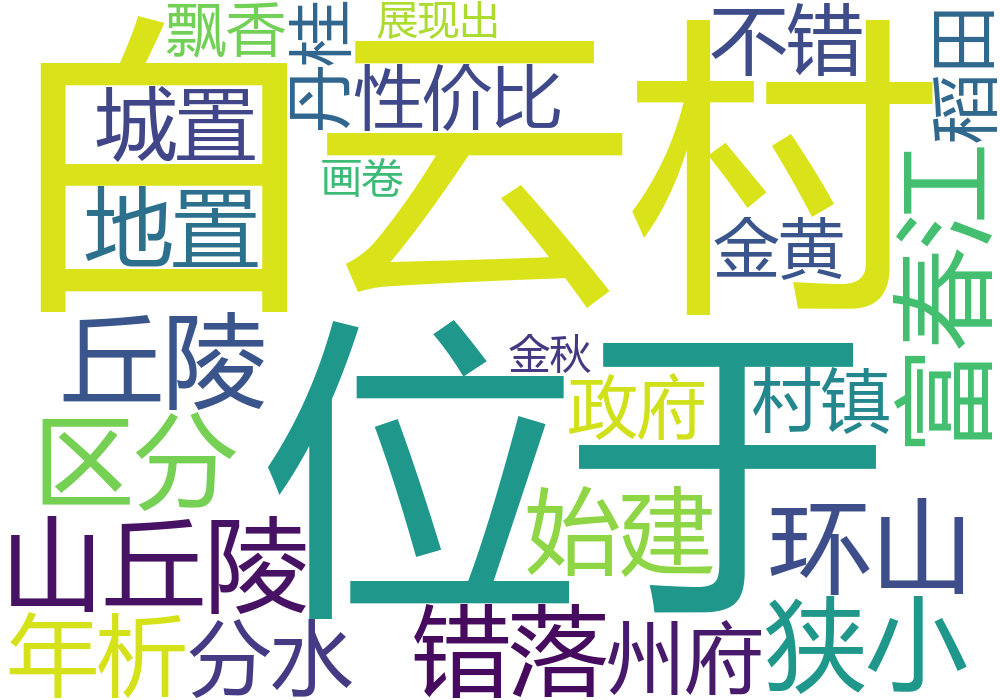 白云村
位于
飘香
丹桂
展现出
不错
稻田
城置
性价比
画卷
地置
金黄
富春江
丘陵
金秋
政府
村镇
区分
山丘陵
始建
环山
年析
分水
错落
州府
狭小